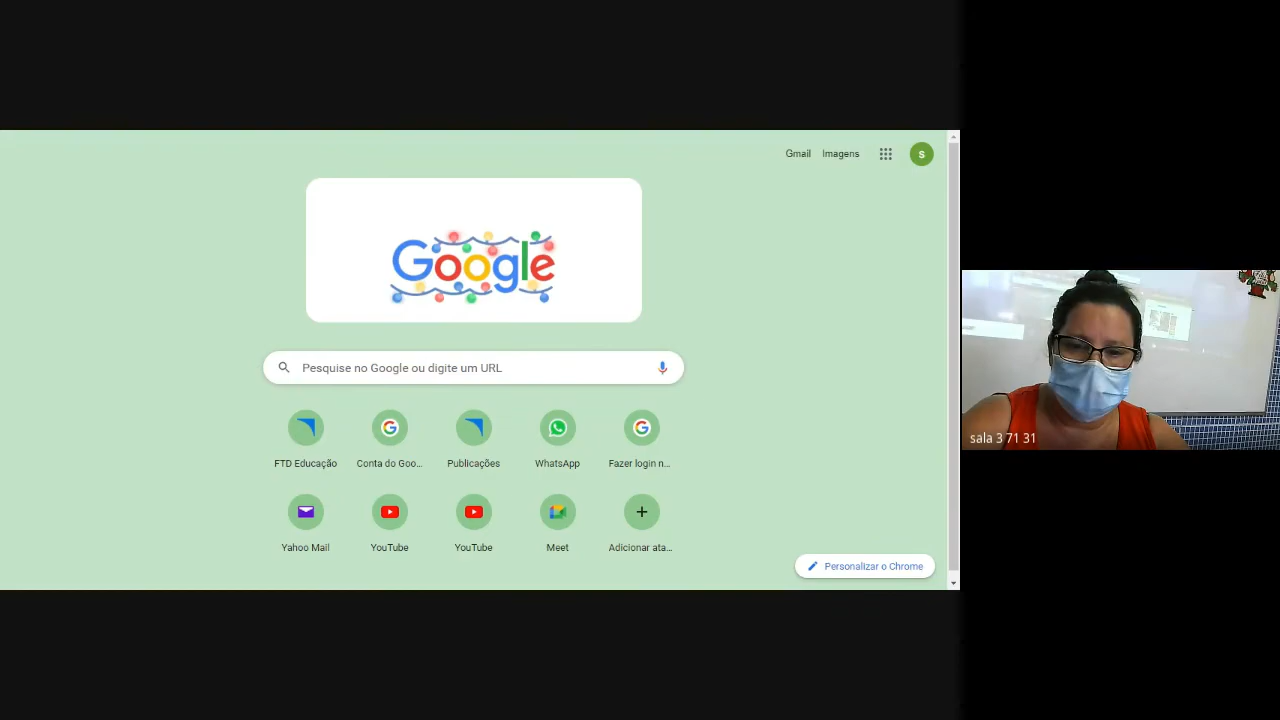 Gmail Imagens S
Google
Pesquise no Google ou digite um URL
FTD Educação Conta do Goo... Publicações WhatsApp Fazer login n...
Yahoo Mail YouTube YouTube Meet Adicionar ata...
Personalizar o Chrome
sala 3 71 31